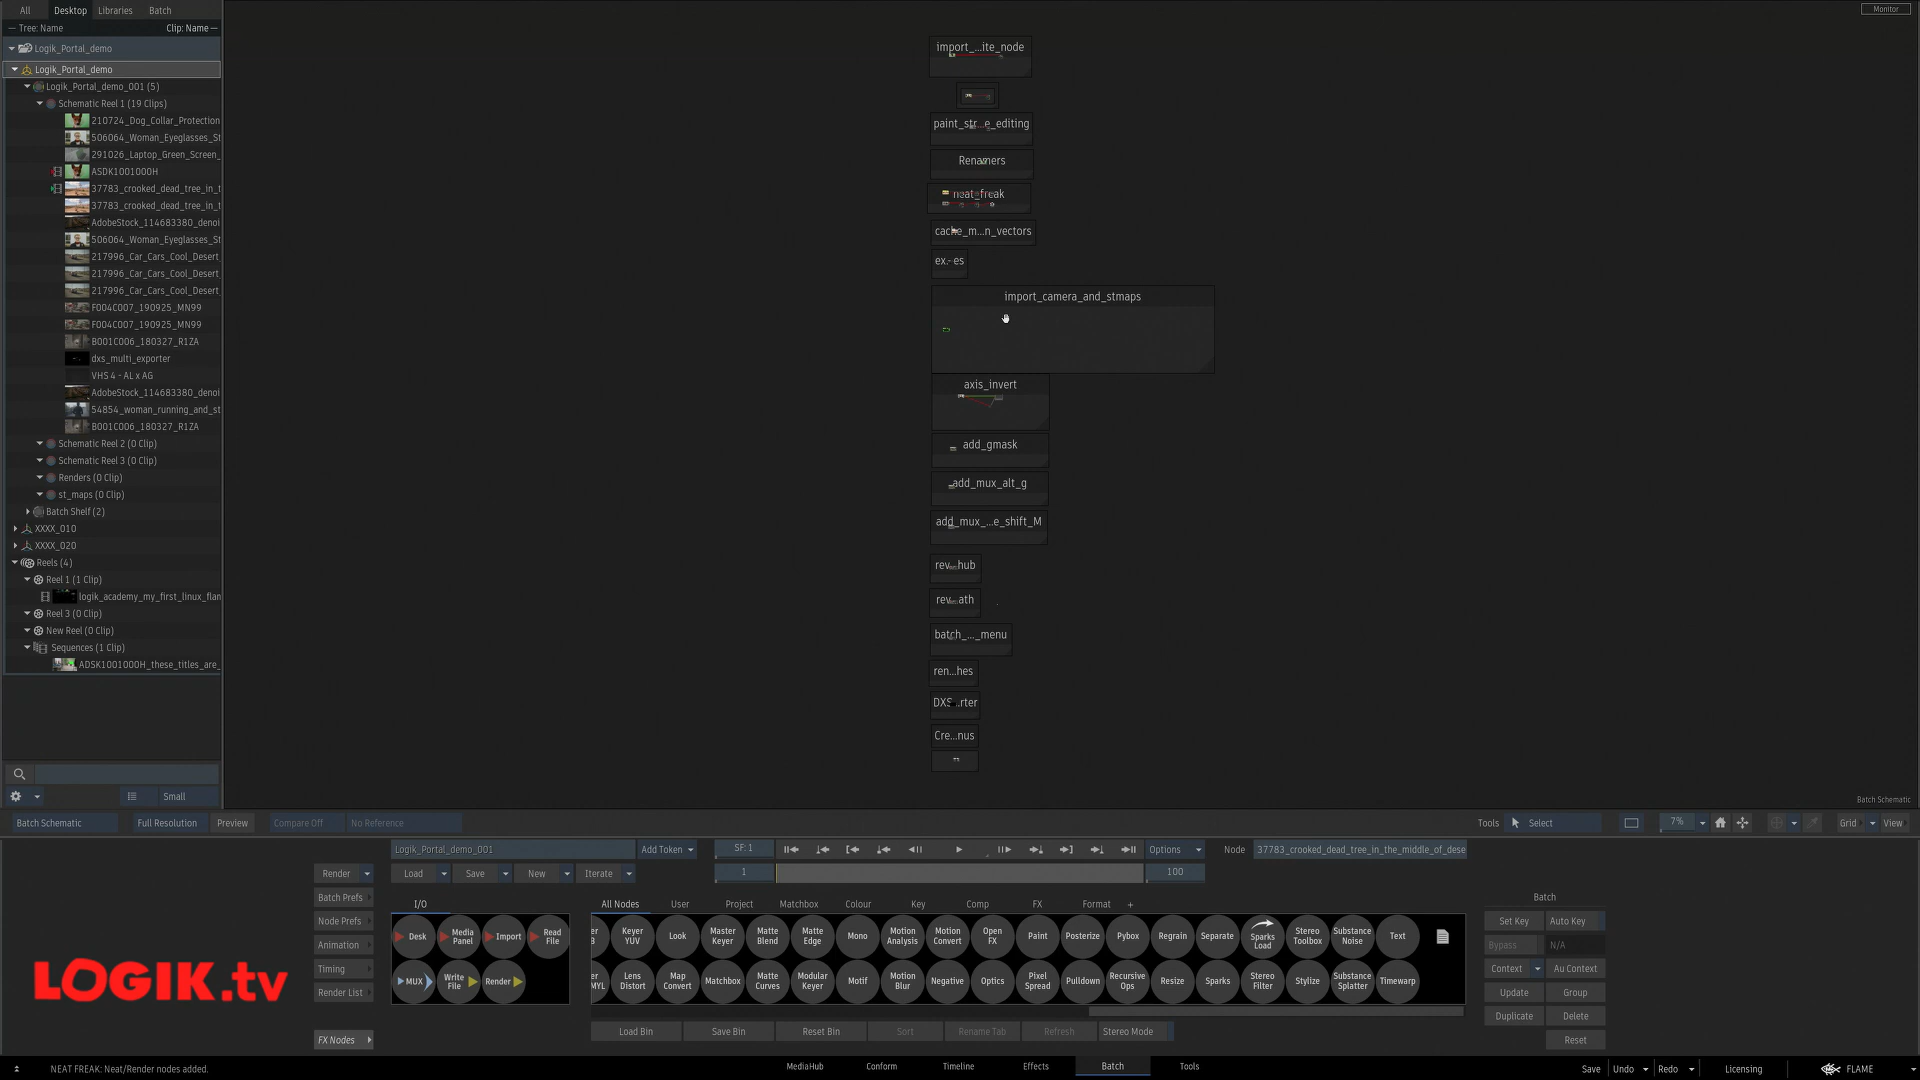 All Desktop Libraries Batch
Tree: Name Clip: Name
Logik_Portal_demo
Logik_Portal_demo
Logik_Portal_demo_001 (5)
Schematic Reel 1 (19 Clips)
210724_Dog_Collar_Protection
506064_Woman_Eyeglasses_St
291026_Laptop_Green_Screen_
ASDK1001000H
37783_crooked_dead_tree_in_t
37783_crooked_dead_tree_in_t
AdobeStock_114683380_denoi
506064_Woman_Eyeglasses_St
217996_Car_Cars_Cool_Desert_
217996_Car_Cars_Cool_Desert_
217996_Car_Cars_Cool_Desert_
F004C007_190925_MN99
F004C007_190925_MN99
B001C006_180327_R1ZA
dxs_multi_exporter
VHS 4 - AL x AG
AdobeStock_114683380_denoi
54854_woman_running_and_st
B001C006_180327_R1ZA
Schematic Reel 2 (0 Clip)
Schematic Reel 3 (0 Clip)
Renders (0 Clip)
st_maps (0 Clip)
Batch Shelf (2)
XXXX_010
XXXX_020
Reels (4)
Reel 1 (1 Clip)
logik_academy_my_first_linux_flan
Reel 3 (0 Clip)
New Reel (0 Clip)
Sequences (1 Clip)
ADSK1001000H_these_titles_are_
Small
Monitor
import_...ite_node
paint_str...e_editing
Renamers
neat_freak
cache_m...n_vectors
import_camera_and_stmaps
axis_invert
add_gmask
add_mux_alt_g
add_mux_...e_shift_M
rev...hub
rev...ath
batch_..._menu
ren...hes
DXS...rter
Cre...nus
Batch Schematic
Batch Schematic Full Resolution Preview Compare Off No Reference Tools Select 7% Grid View
Logik_Portal_demo_001 Add Token SF: 1 Options Node 37783_crooked_dead_tree_in_the_middle_of_dese
Render Load Save New Iterate 1 100
Batch Prefs
Node Prefs
Animation
Timing
Render List
FX Nodes
I/O
Desk Media Panel Import Read File
MUX Write File Render
All Nodes User Project Matchbox Colour Key Comp FX Format +
Keyer YUV Look Master Keyer Matte Blend Matte Edge Mono Motion Analysis Motion Convert Open FX Paint Posterize Pybox Regrain Separate Sparks Load Stereo Toolbox Substance Noise Text
Lens Distort Map Convert Matchbox Matte Curves Modular Keyer Motif Motion Blur Negative Optics Pixel Spread Pulldown Recursive Ops Resize Sparks Stereo Filter Stylize Substance Splatter Timewarp
Load Bin Save Bin Reset Bin Sort Rename Tab Refresh Stereo Mode
Batch
Set Key Auto Key
Bypass N/A
Context Au Context
Update Group
Duplicate Delete
Reset
LOGIK.tv
NEAT FREAK: Neat/Render nodes added. MediaHub Conform Timeline Effects Batch Tools Save Undo Redo Licensing FLAME